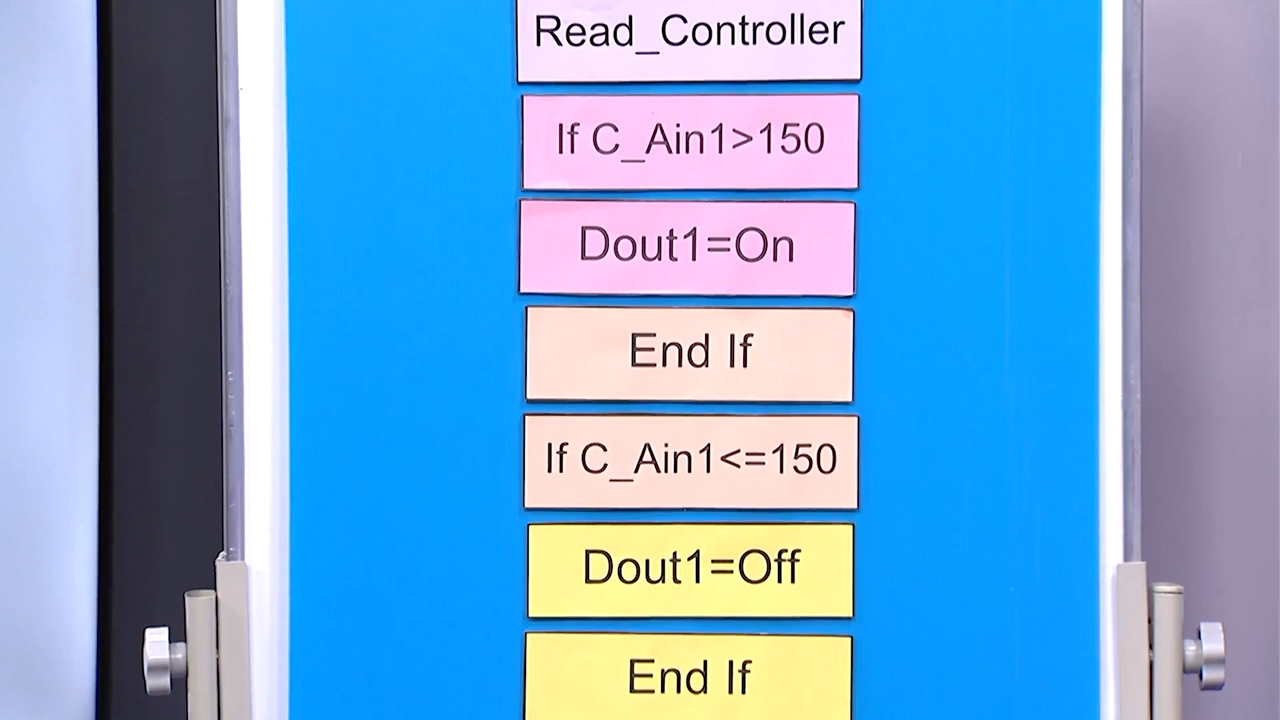 Read_Controller
If C_Ain1>150
Dout1=On
End If
If C_Ain1<=150
Dout1=Off
End If